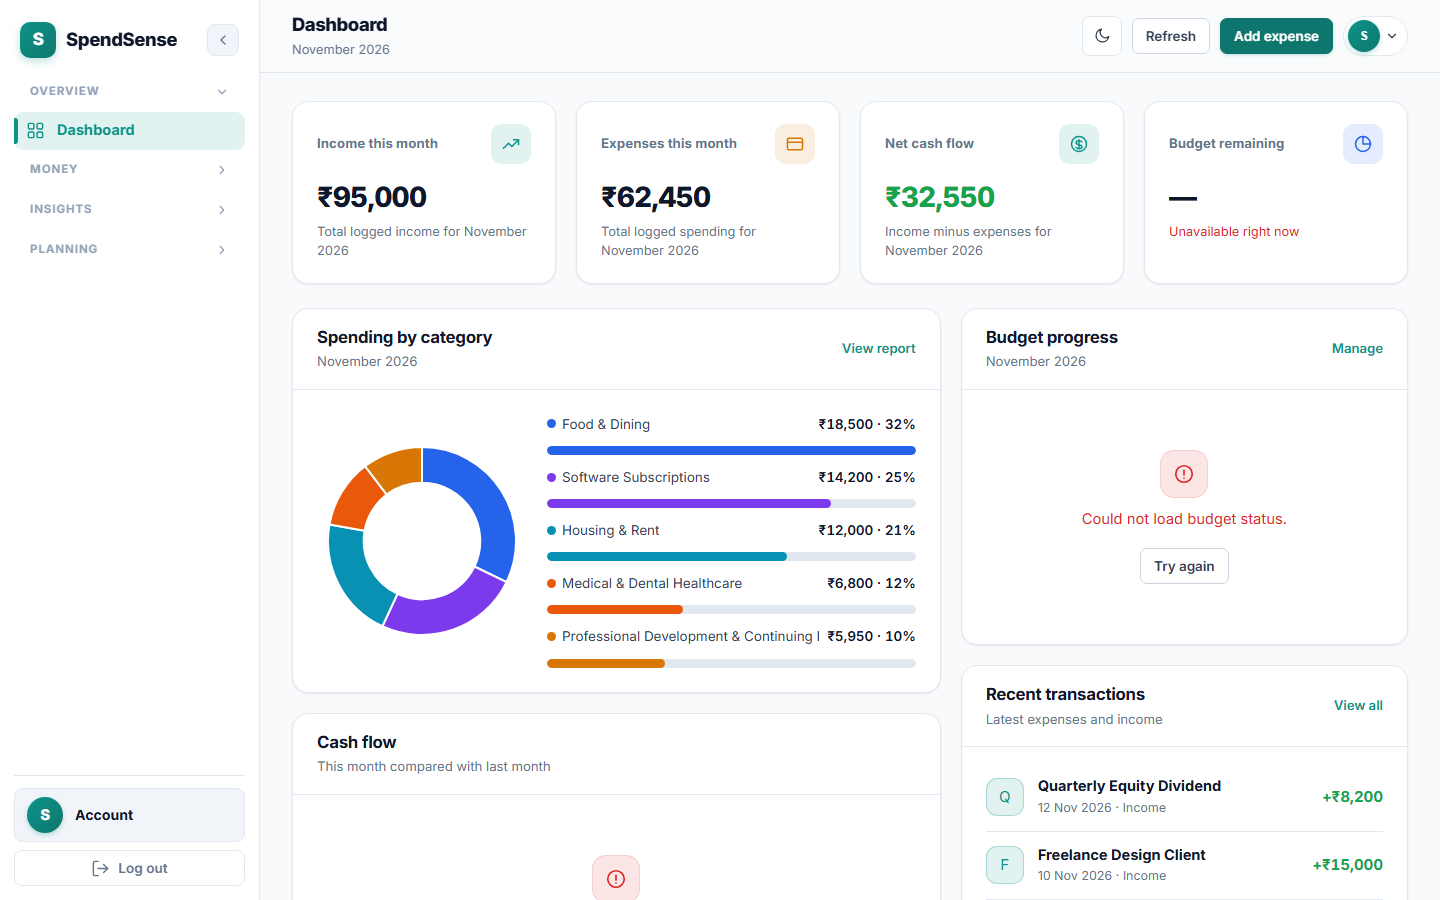 S SpendSense
OVERVIEW
Dashboard
MONEY
INSIGHTS
PLANNING
S Account
Log out
Dashboard
November 2026
Refresh
Add expense
S
Income this month
₹95,000
Total logged income for November
2026
Expenses this month
₹62,450
Total logged spending for
November 2026
Net cash flow
₹32,550
Income minus expenses for
November 2026
Budget remaining
—
Unavailable right now
Spending by category
November 2026
View report
Food & Dining ₹18,500 · 32%
Software Subscriptions ₹14,200 · 25%
Housing & Rent ₹12,000 · 21%
Medical & Dental Healthcare ₹6,800 · 12%
Professional Development & Continuing ₹5,950 · 10%
Cash flow
This month compared with last month
Budget progress
November 2026
Manage
Could not load budget status.
Try again
Recent transactions
Latest expenses and income
View all
Q
Quarterly Equity Dividend
12 Nov 2026 · Income
+₹8,200
F
Freelance Design Client
10 Nov 2026 · Income
+₹15,000